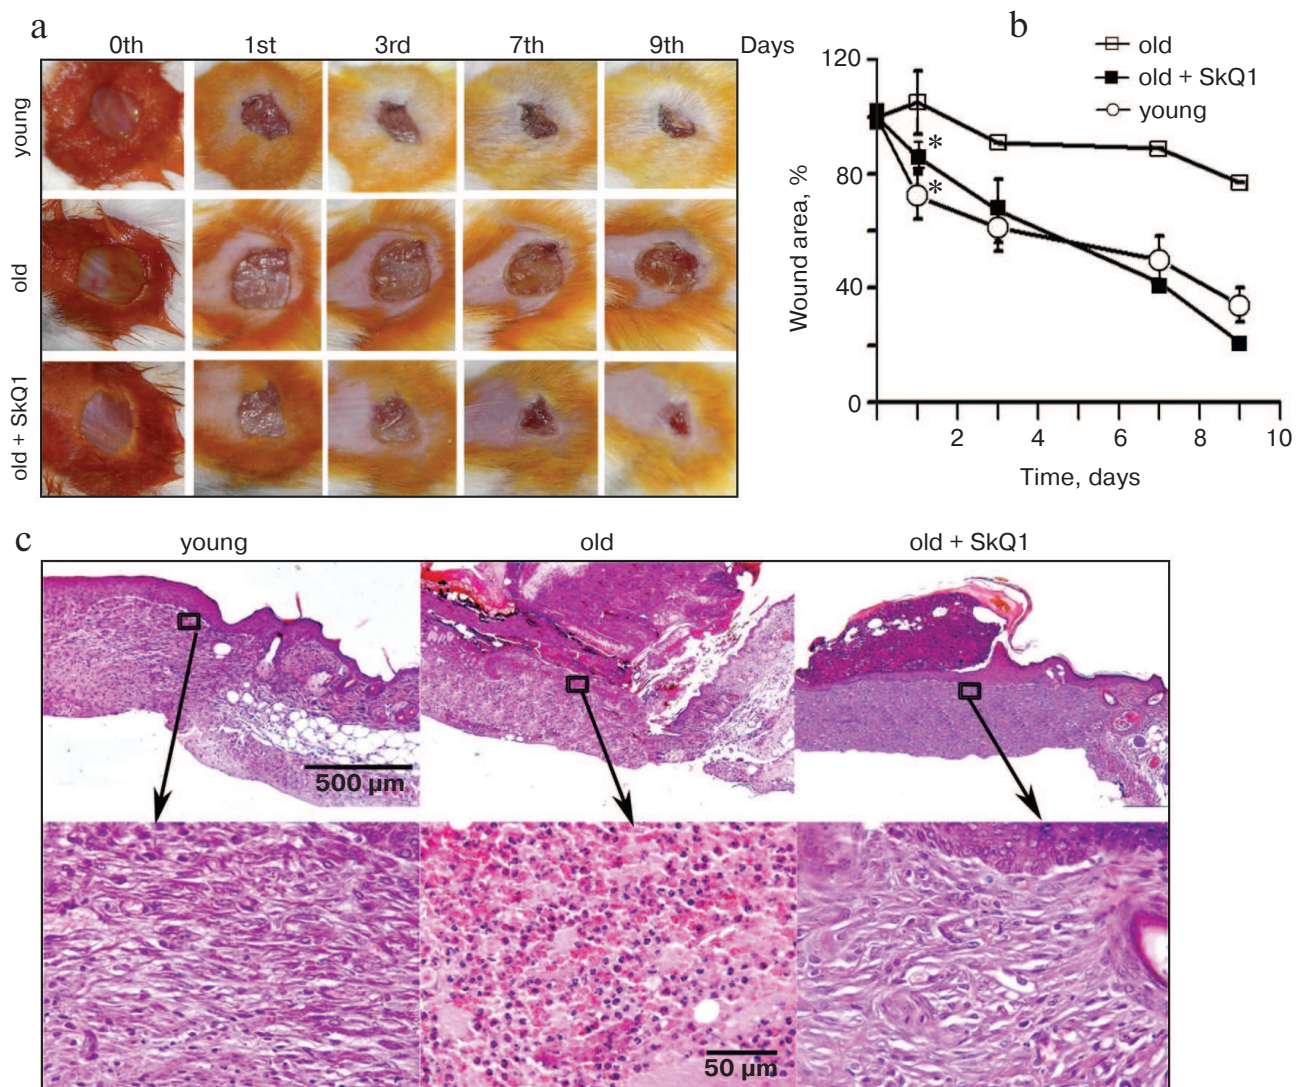 a
0th 1st 3rd 7th 9th Days
young
old
old + SkQ1
b
old
old + SkQ1
young
120
80
40
0
Wound area, %
*
*
2 4 6 8 10
Time, days
c
young old old + SkQ1
500 µm
50 µm